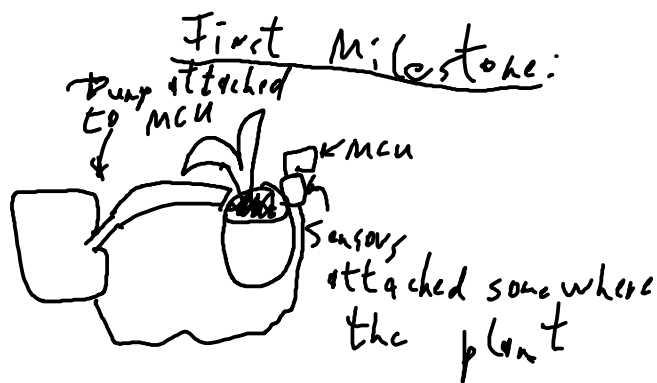 First Milestone:
Pump attached
to MCU
MCU
Sensors
attached somewhere
the plant